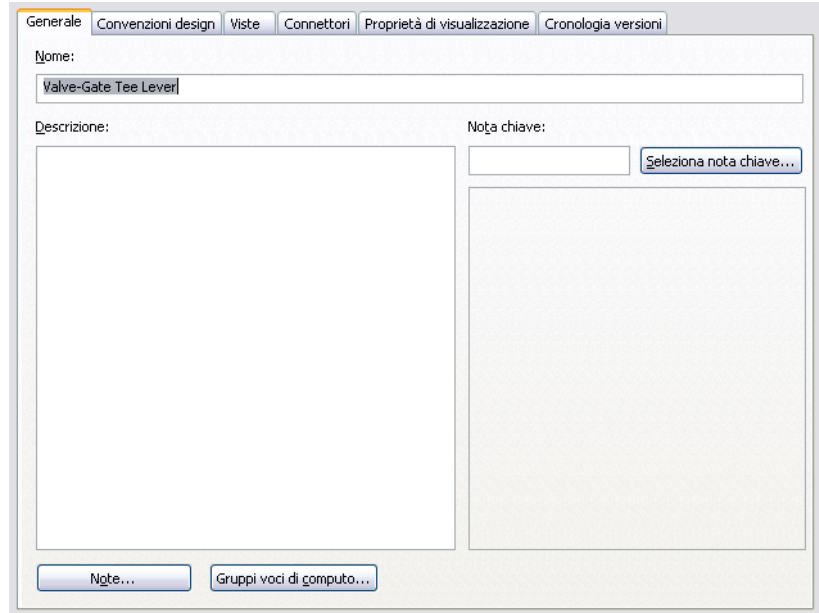 Generale Convenzioni design Viste Connettori Proprietà di visualizzazione Cronologia versioni
Nome:
Valve-Gate Tee Lever
Descrizione: Nota chiave:
Seleziona nota chiave...
Note... Gruppi voci di computo...